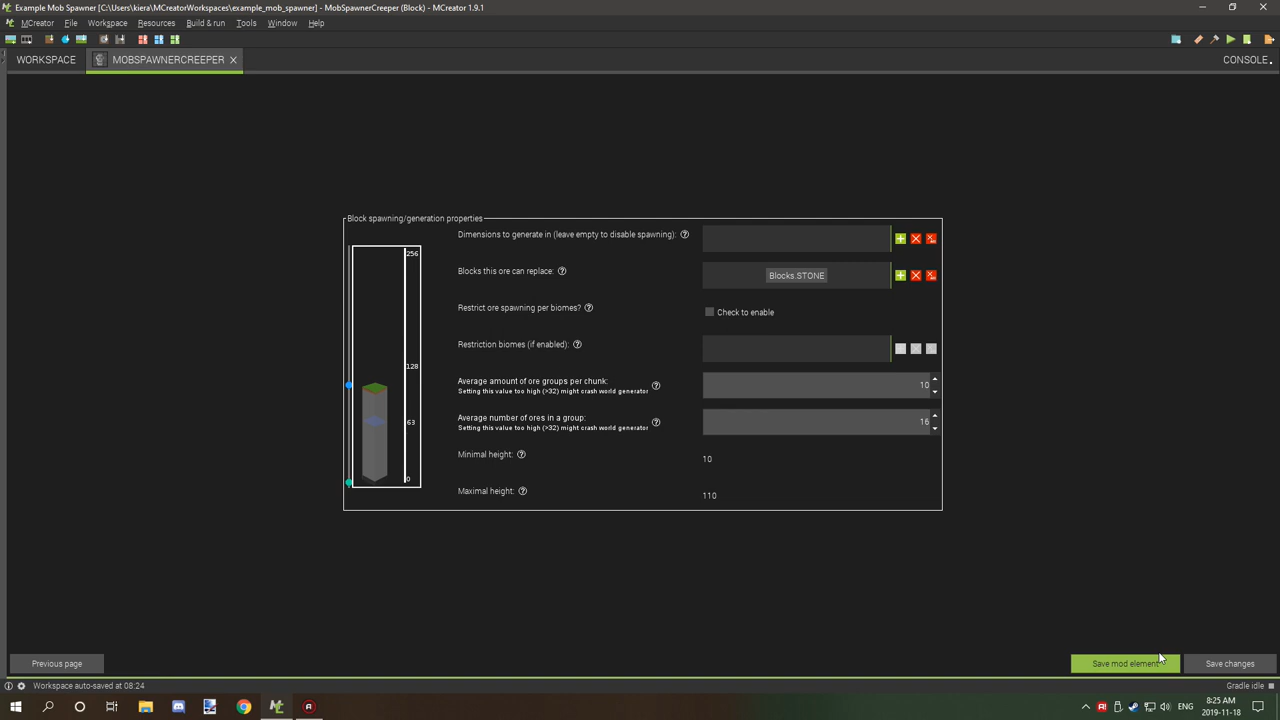 Example Mob Spawner [C:\Users\kiera\MCreatorWorkspaces\example_mob_spawner] - MobSpawnerCreeper (Block) - MCreator 1.9.1
MCreator File Workspace Resources Build & run Tools Window Help
WORKSPACE MOBSPAWNERCREEPER CONSOLE
Block spawning/generation properties
Dimensions to generate in (leave empty to disable spawning):
Blocks this ore can replace: Blocks.STONE
Restrict ore spawning per biomes? Check to enable
Restriction biomes (if enabled):
Average amount of ore groups per chunk: 10
Setting this value too high (>32) might crash world generator
Average number of ores in a group: 16
Setting this value too high (>32) might crash world generator
Minimal height: 10
Maximal height: 110
256
128
63
0
Previous page Save mod element Save changes
Workspace auto-saved at 08:24 Gradle idle
ENG 8:25 AM
2019-11-18